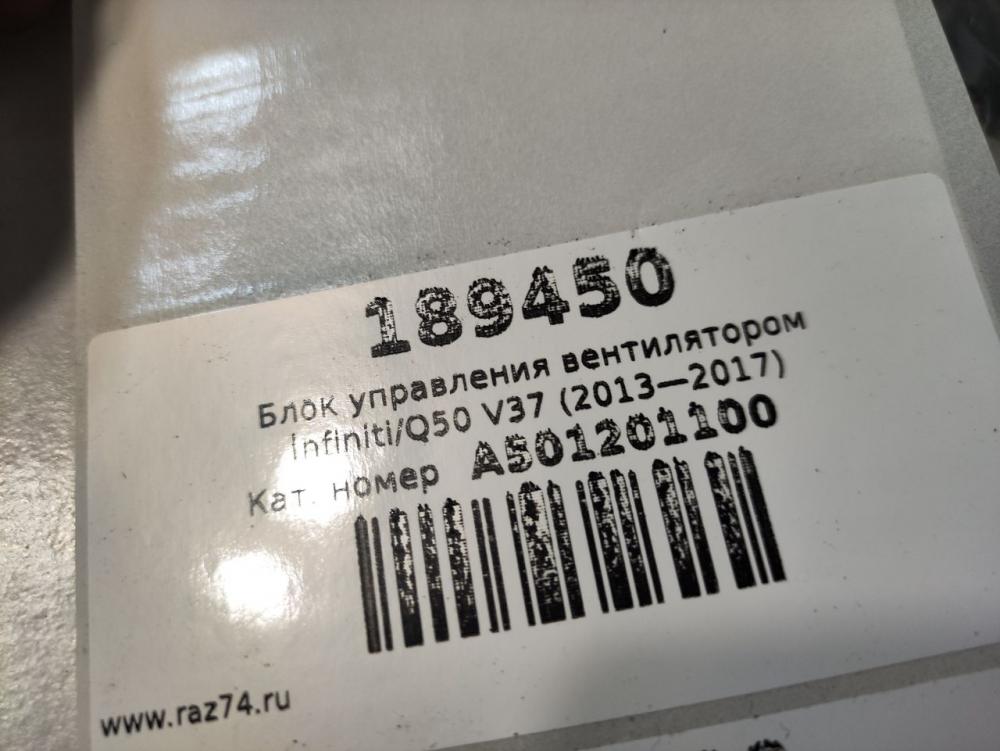 189450
Блок управления вентилятором
Infiniti/Q50 V37 (2013—2017)
Кат. номер A501201100
www.raz74.ru